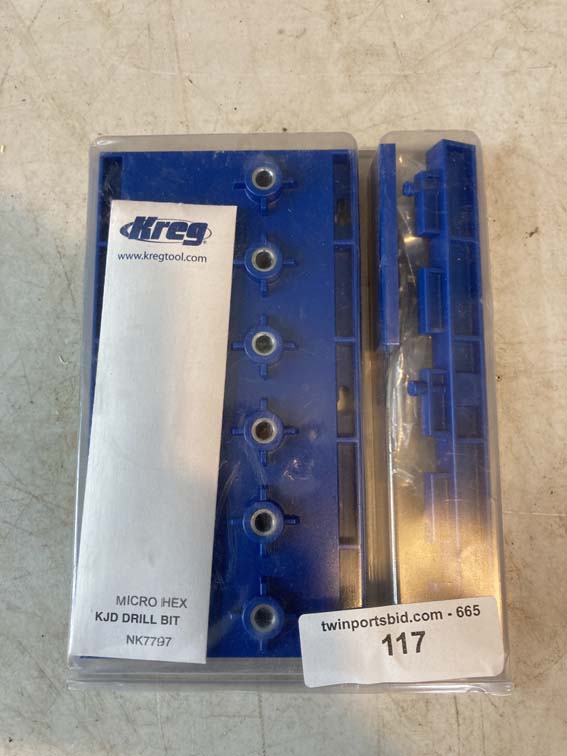 Kreg
www.kregtool.com
MICRO HEX
KJD DRILL BIT
NK7797
twinportsbid.com - 665
117